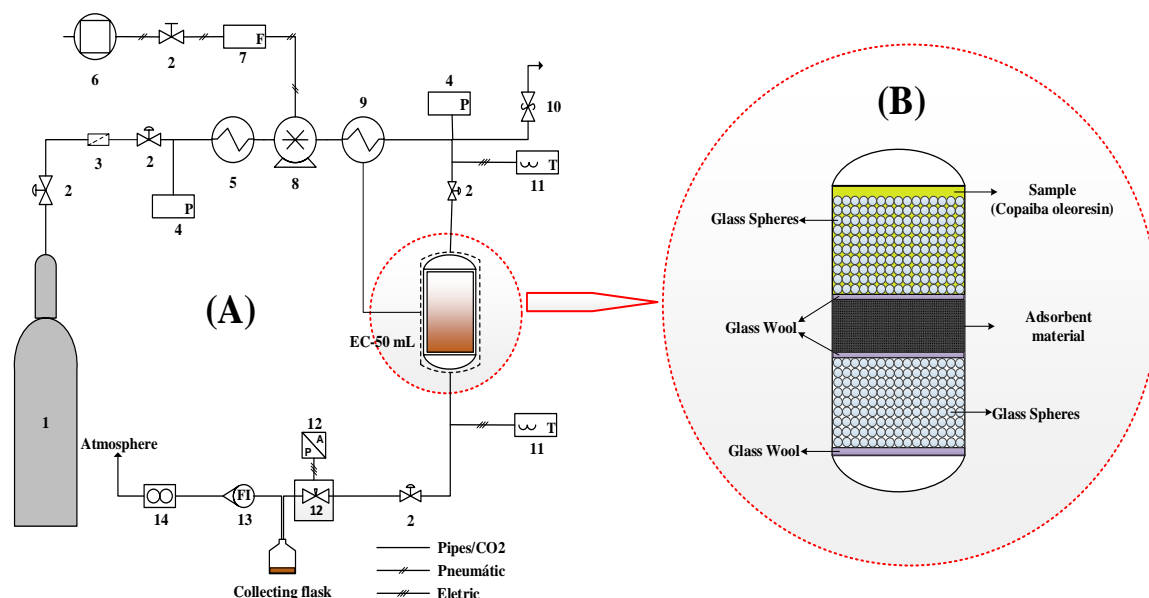 6
2
7
F
4
P
9
10
3
2
5
8
2
11
T
2
4
P
(A)
EC-50 mL
1
Atmosphere
12
A
P
12
11
T
14
FI
13
2
Collecting flask
Pipes/CO2
Pneumátic
Eletric
(B)
Sample
(Copaiba oleoresin)
Glass Spheres
Glass Wool
Adsorbent
material
Glass Spheres
Glass Wool